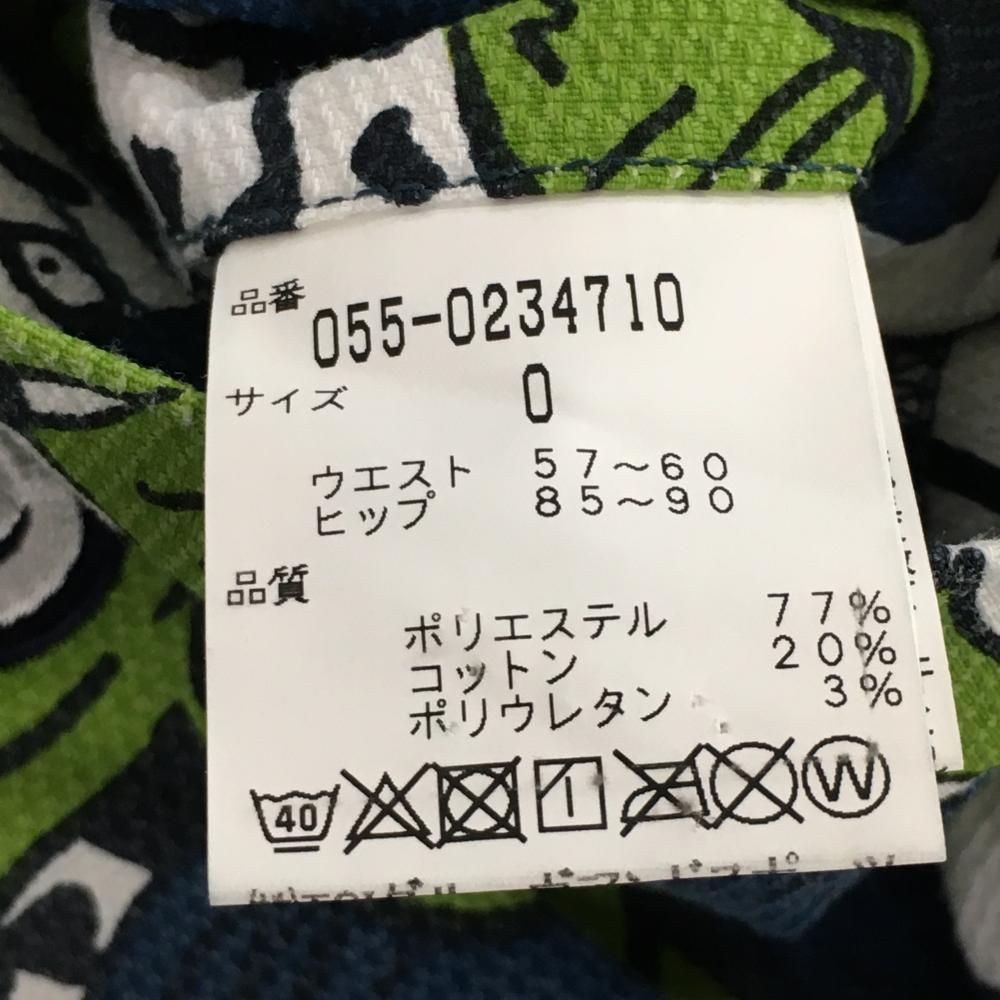 品番 055-0234710
サイズ 0
ウエスト 57~60
ヒップ 85~90
品質
ポリエステル 77%
コットン 20%
ポリウレタン 3%
40 W